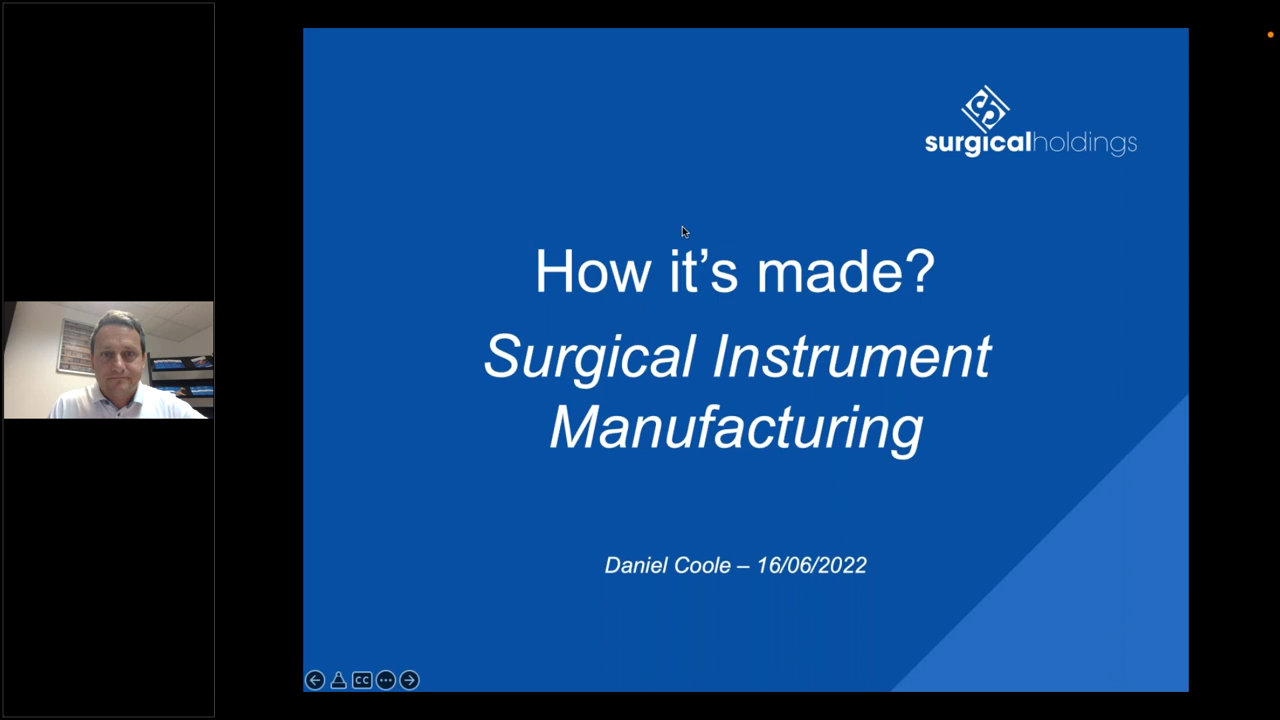 surgicalholdings
How it's made?
Surgical Instrument
Manufacturing
Daniel Coole – 16/06/2022
CC